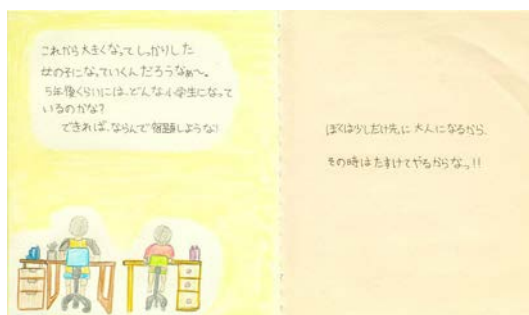 これから大きくなって しっかりした
女の子になっていくんだろうなぁ〜。
5年後くらいには、どんな小学生になって
いるのかな?
できれば、ならんで宿題しような!
ぼくは少しだけ先に大人になるから、
その時はたすけてやるからなっ!!